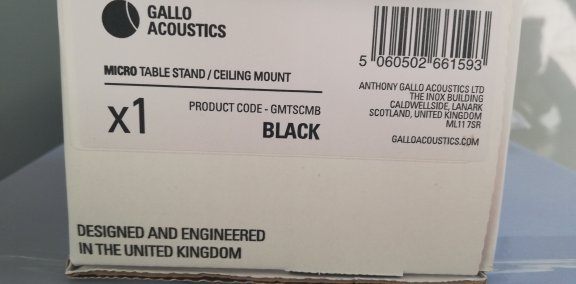 GALLO
ACOUSTICS
5 060502 661593
MICRO TABLE STAND / CEILING MOUNT
x1
PRODUCT CODE - GMTSCMB
BLACK
ANTHONY GALLO ACOUSTICS LTD
THE INOX BUILDING
CALDWELLSIDE, LANARK
SCOTLAND, UNITED KINGDOM
ML11 7SR
GALLOACOUSTICS.COM
DESIGNED AND ENGINEERED
IN THE UNITED KINGDOM